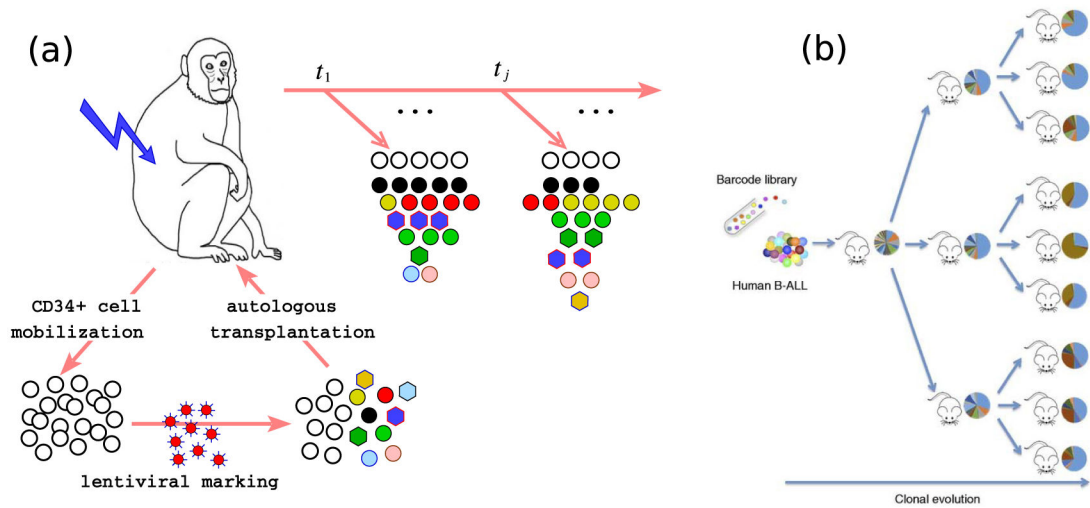 (a)
t1
tj
...
...
CD34+ cell
mobilization
autologous
transplantation
lentiviral marking
(b)
Barcode library
Human B-ALL
Clonal evolution